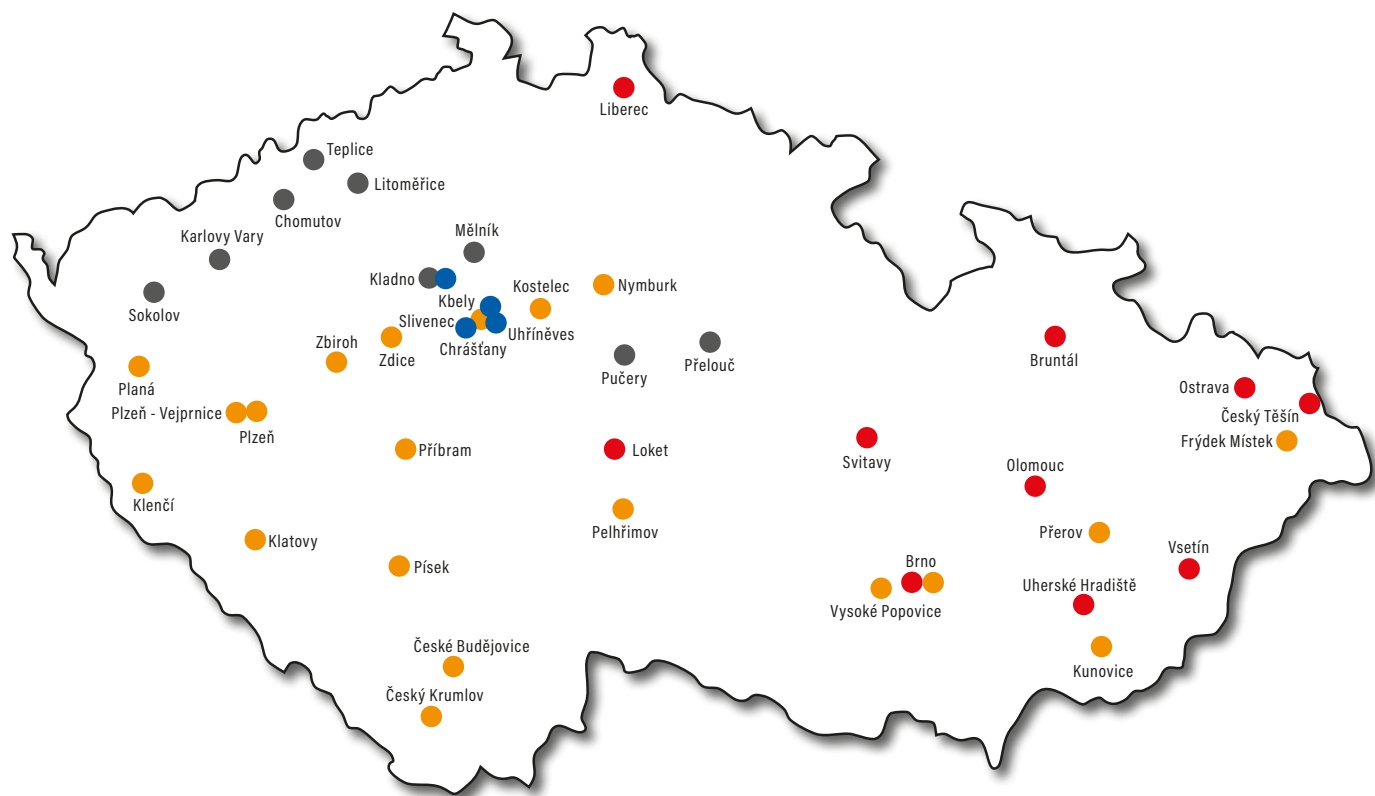 Liberec
Teplice
Litoměřice
Chomutov
Karlovy Vary
Mělník
Kladno
Sokolov
Kbely
Kostelec
Nymburk
Slivenec
Uhříněves
Chrášťany
Zbiroh
Zdice
Pučery
Přelouč
Bruntál
Planá
Plzeň - Vejprnice
Plzeň
Ostrava
Český Těšín
Frýdek Místek
Příbram
Loket
Svitavy
Olomouc
Klenčí
Klatovy
Pelhřimov
Přerov
Písek
Brno
Vsetín
Vysoké Popovice
Uherské Hradiště
České Budějovice
Kunovice
Český Krumlov